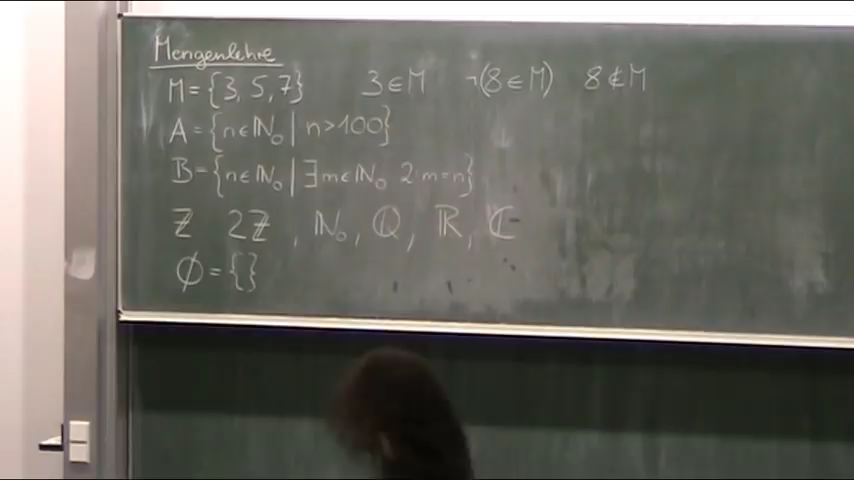 Mengenlehre
M={3,5,7} 3∈M ¬(8∈M) 8∉M
A={n∈ℕ₀|n>100}
B={n∈ℕ₀|∃m∈ℕ₀ 2·m=n}
ℤ 2ℤ, ℕ₀, ℚ, ℝ, ℂ
∅={}